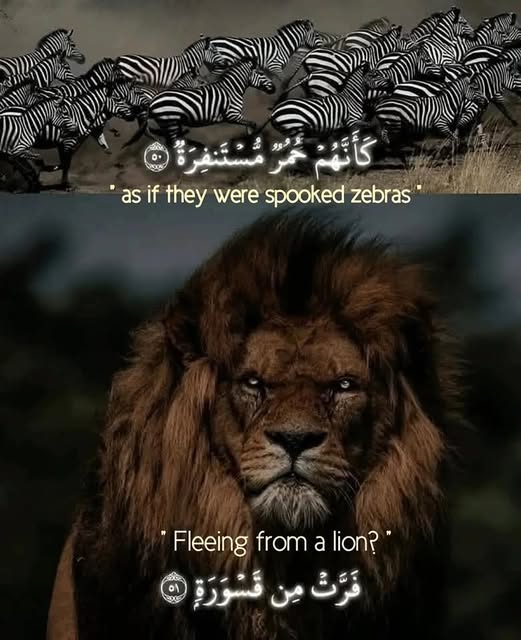 كَأَنَّهُمْ حُمُرٌ مُّسْتَنفِرَةٌ ٥٠
" as if they were spooked zebras "
" Fleeing from a lion? "
فَرَّتْ مِن قَسْوَرَةٍ ٥١